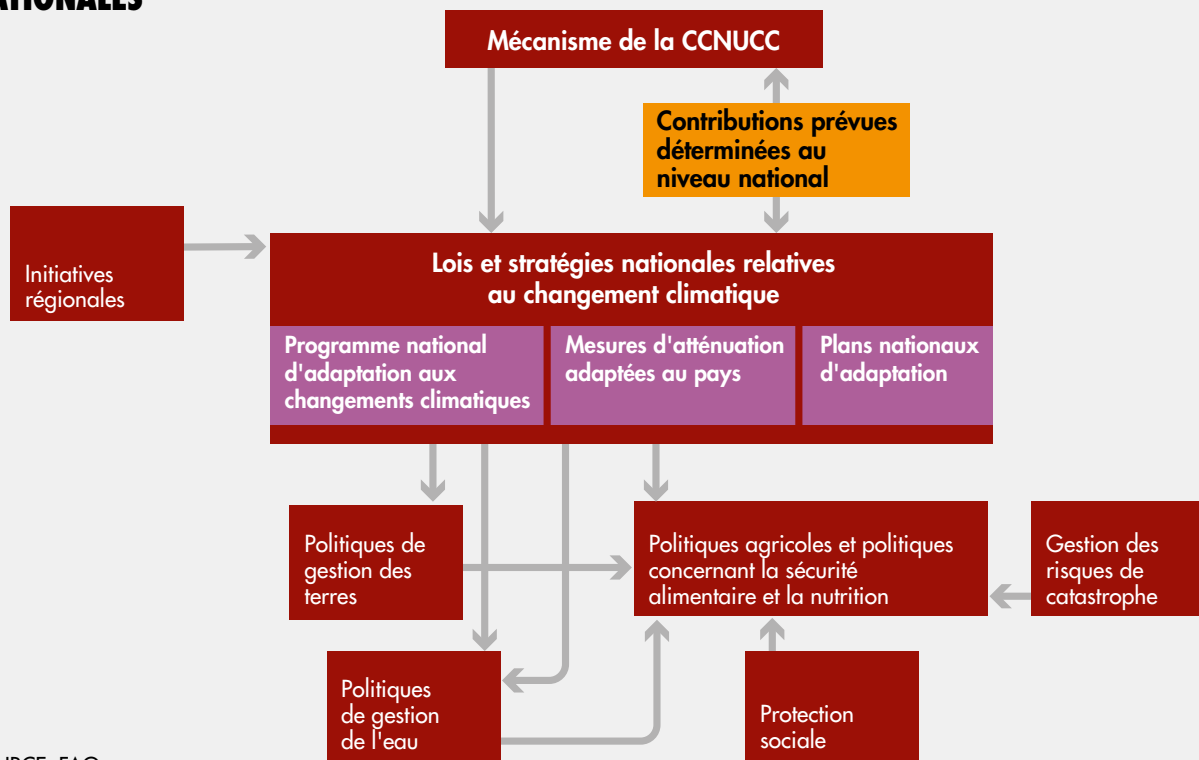 Mécanisme de la CCNUCC
Contributions prévues
déterminées au
niveau national
Initiatives
régionales
Lois et stratégies nationales relatives
au changement climatique
Programme national
d'adaptation aux
changements climatiques
Mesures d'atténuation
adaptées au pays
Plans nationaux
d'adaptation
Politiques de
gestion des
terres
Politiques agricoles et politiques
concernant la sécurité
alimentaire et la nutrition
Gestion des
risques de
catastrophe
Politiques
de gestion
de l'eau
Protection
sociale